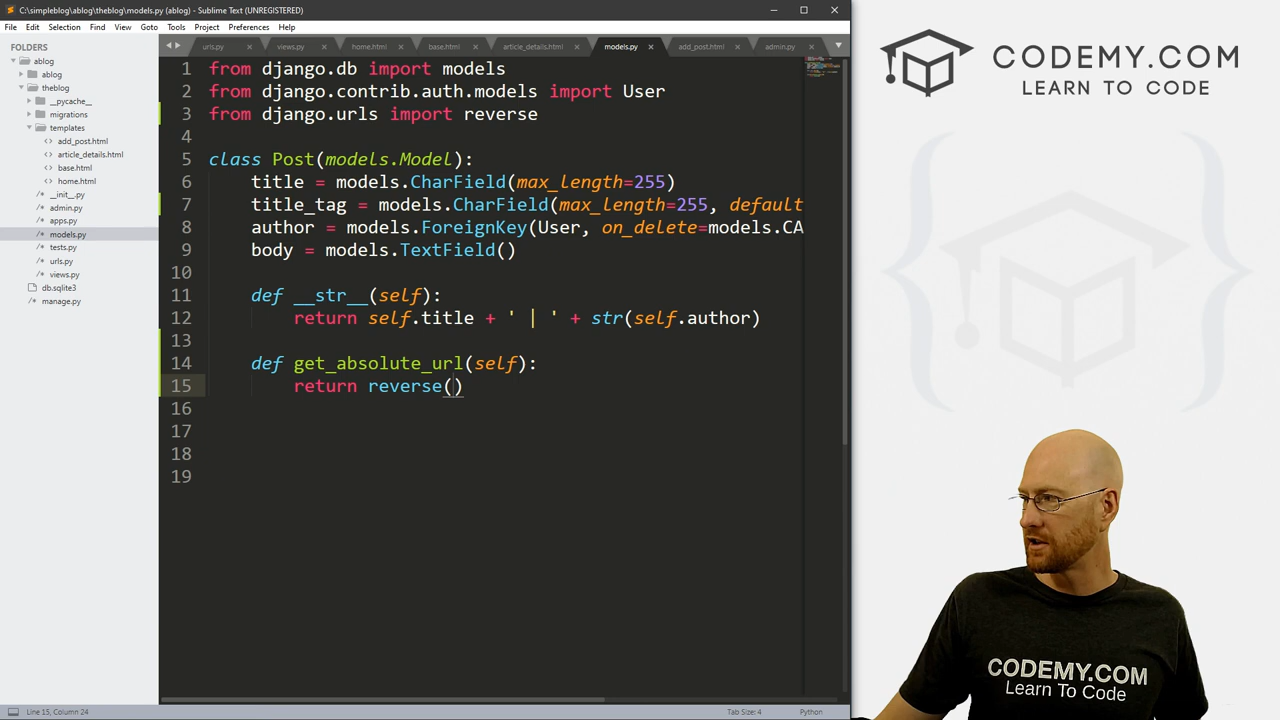 C:\simpleblog\ablog\theblog\models.py (ablog) - Sublime Text (UNREGISTERED)
File Edit Selection Find View Goto Tools Project Preferences Help
FOLDERS
ablog
ablog
theblog
__pycache__
migrations
templates
add_post.html
article_details.html
base.html
home.html
__init__.py
admin.py
apps.py
models.py
tests.py
urls.py
views.py
db.sqlite3
manage.py
urls.py views.py home.html base.html article_details.html models.py add_post.html admin.py
1 from django.db import models
2 from django.contrib.auth.models import User
3 from django.urls import reverse
4
5 class Post(models.Model):
6 title = models.CharField(max_length=255)
7 title_tag = models.CharField(max_length=255, default
8 author = models.ForeignKey(User, on_delete=models.CA
9 body = models.TextField()
10
11 def __str__(self):
12 return self.title + ' | ' + str(self.author)
13
14 def get_absolute_url(self):
15 return reverse()
16
17
18
19
Line 15, Column 24
Tab Size: 4
Python
CODEMY.COM
LEARN TO CODE
CODEMY.COM
Learn To Code